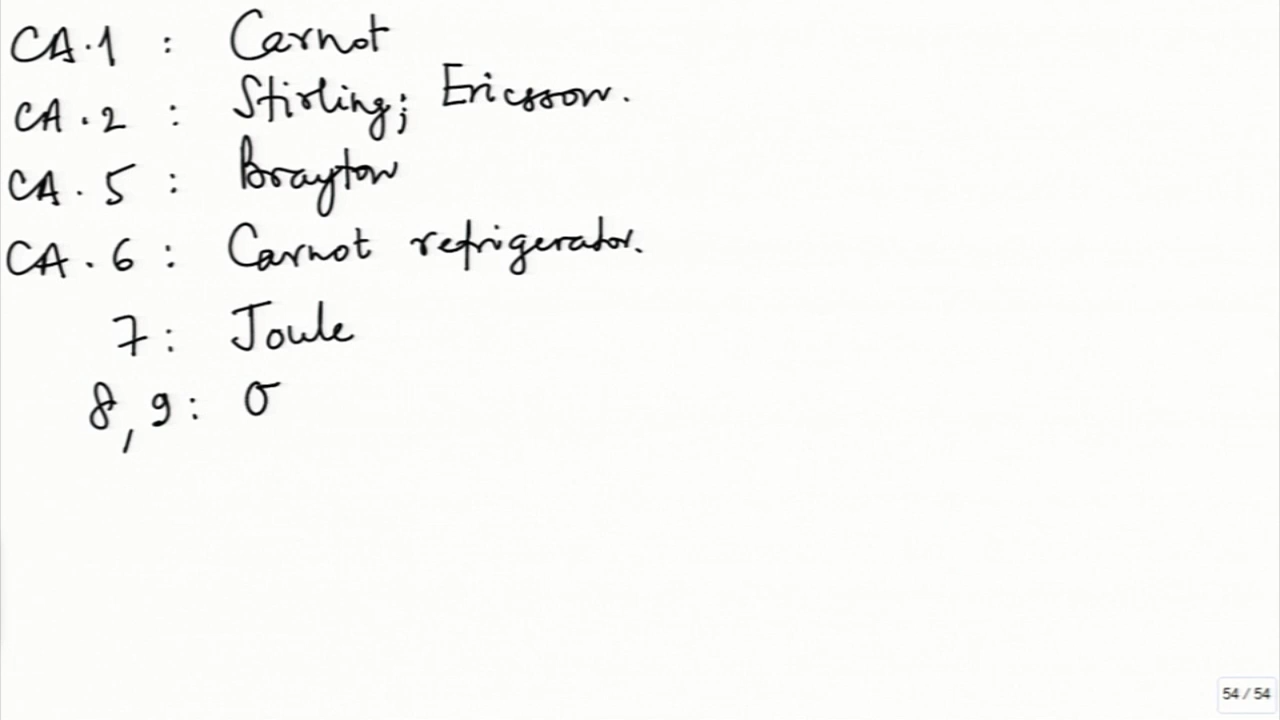 CA.1 : Carnot
CA.2 : Stirling; Ericsson.
CA.5 : Brayton
CA.6 : Carnot refrigerator.
7: Joule
8,9: σ
54 / 54